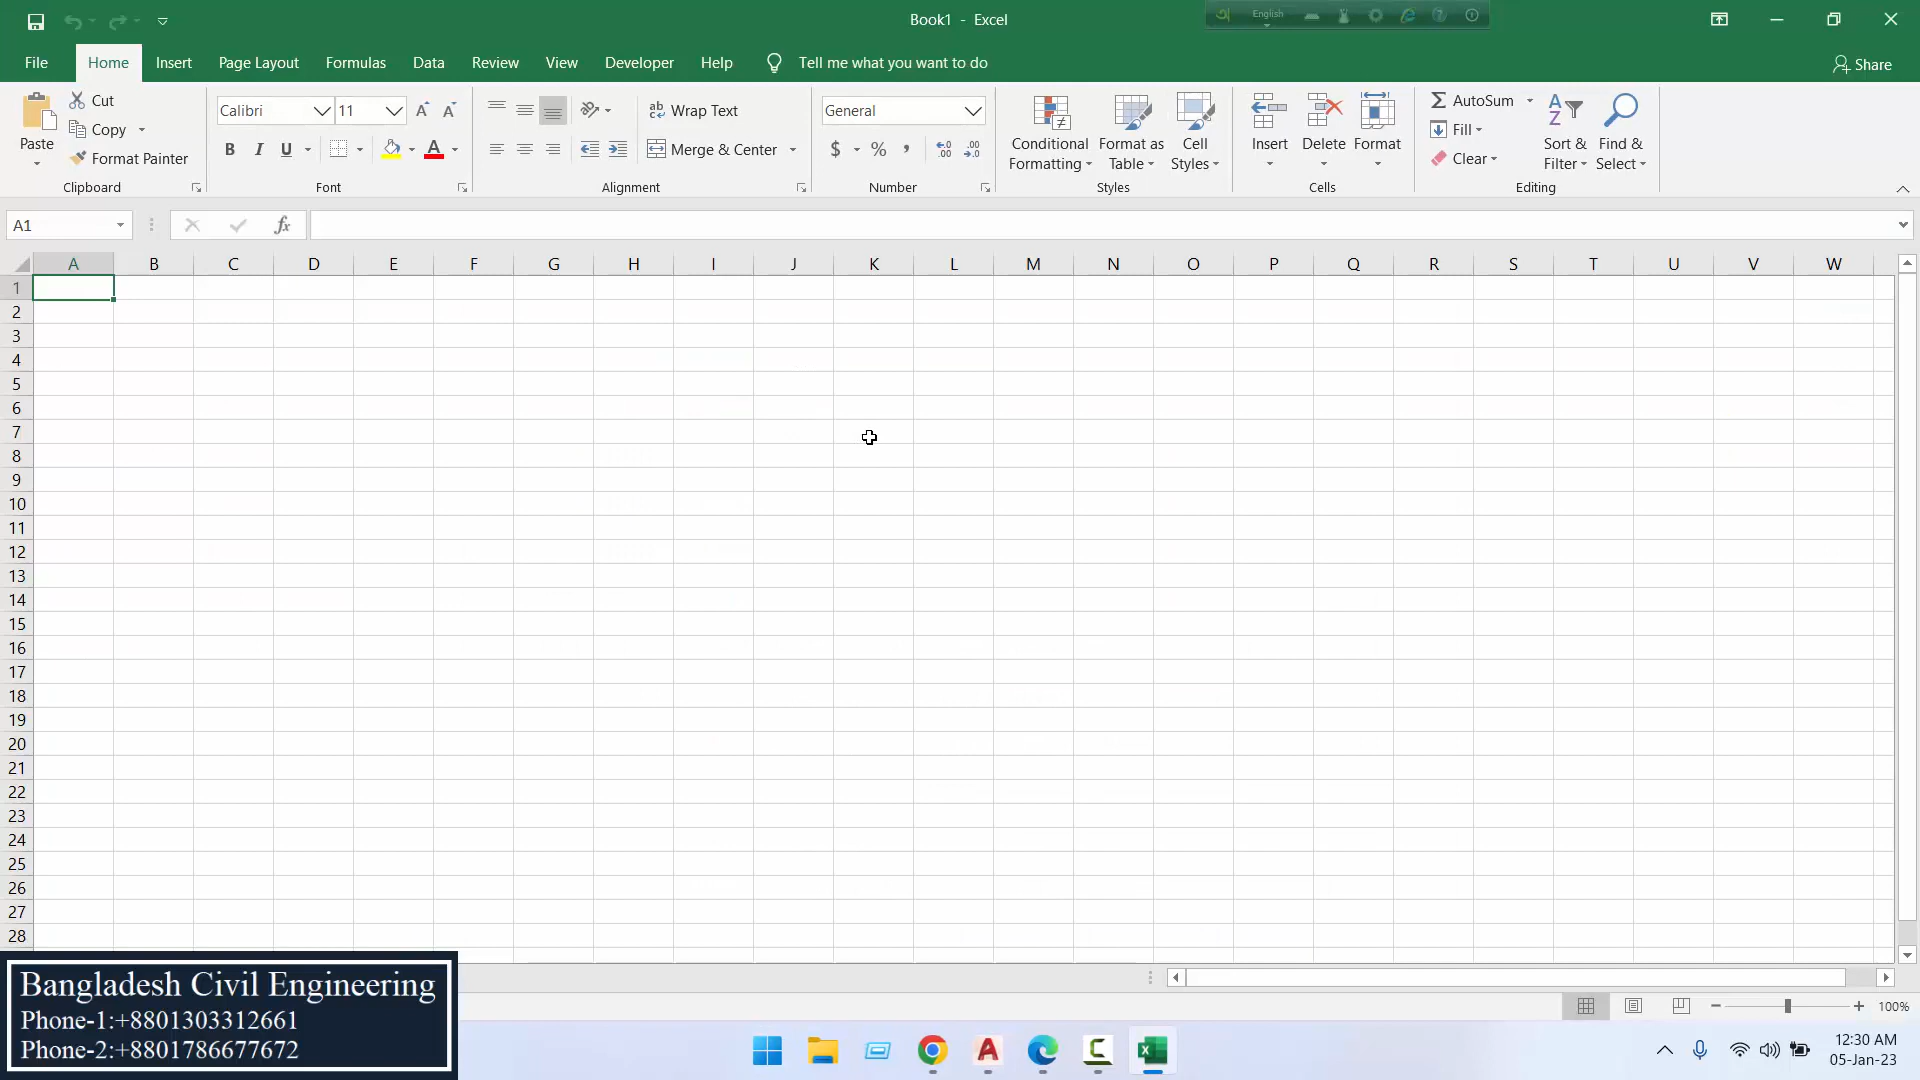 Book1 - Excel
English
File Home Insert Page Layout Formulas Data Review View Developer Help Tell me what you want to do Share
Paste
Cut
Copy
Format Painter
Clipboard
Calibri 11
B I U
Font
Wrap Text
Merge & Center
Alignment
General
$ % ,
Number
Conditional Formatting
Format as Table
Cell Styles
Styles
Insert Delete Format
Cells
AutoSum
Fill
Clear
Sort & Filter
Find & Select
Editing
A1
fx
A B C D E F G H I J K L M N O P Q R S T U V W
1
2
3
4
5
6
7
8
9
10
11
12
13
14
15
16
17
18
19
20
21
22
23
24
25
26
27
28
Bangladesh Civil Engineering
Phone-1:+8801303312661
Phone-2:+8801786677672
100%
12:30 AM
05-Jan-23